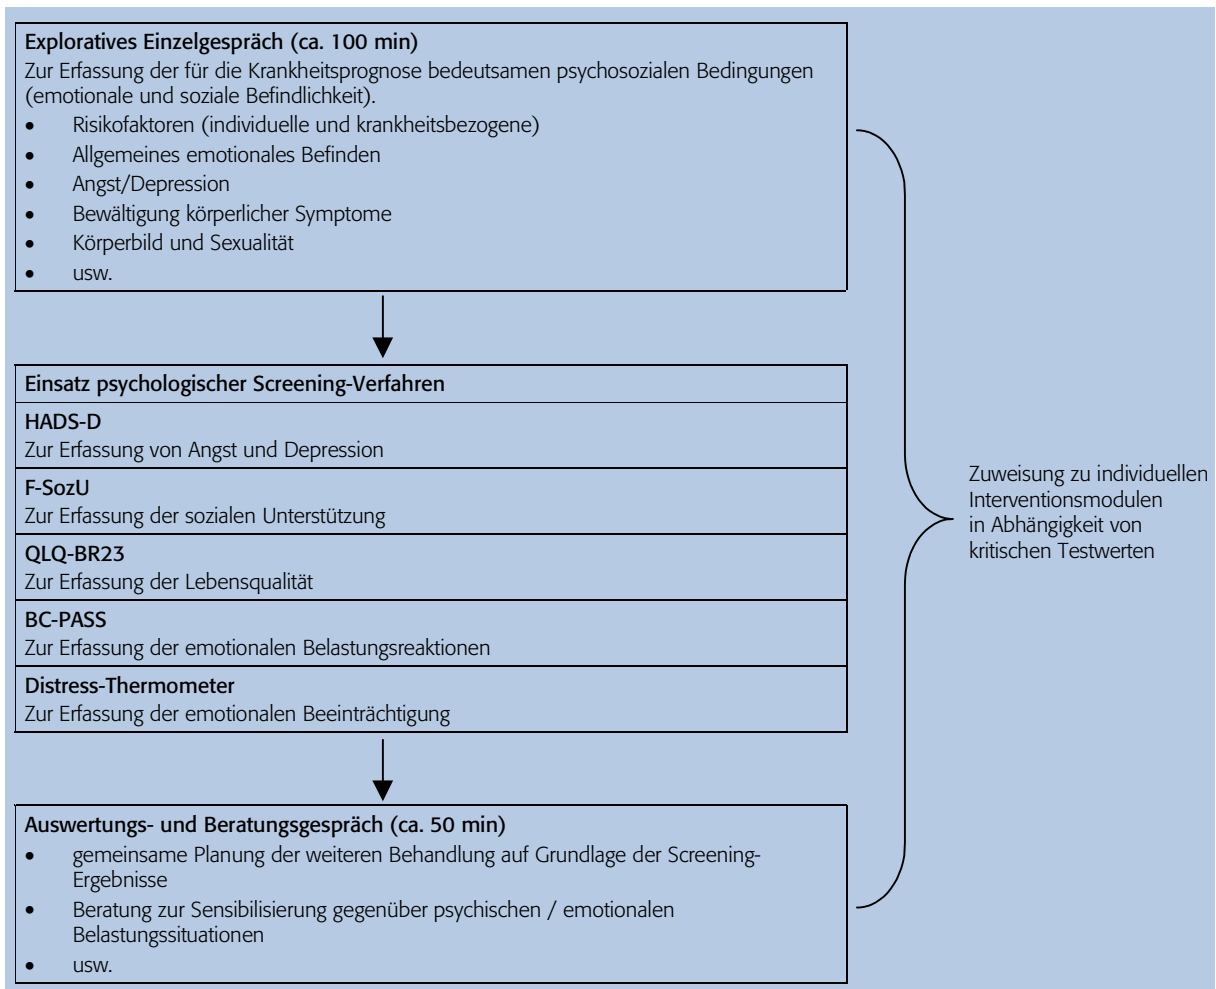 Exploratives Einzelgespräch (ca. 100 min)
Zur Erfassung der für die Krankheitsprognose bedeutsamen psychosozialen Bedingungen
(emotionale und soziale Befindlichkeit).
• Risikofaktoren (individuelle und krankheitsbezogene)
• Allgemeines emotionales Befinden
• Angst/Depression
• Bewältigung körperlicher Symptome
• Körperbild und Sexualität
• usw.
Einsatz psychologischer Screening-Verfahren
HADS-D
Zur Erfassung von Angst und Depression
F-SozU
Zur Erfassung der sozialen Unterstützung
QLQ-BR23
Zur Erfassung der Lebensqualität
BC-PASS
Zur Erfassung der emotionalen Belastungsreaktionen
Distress-Thermometer
Zur Erfassung der emotionalen Beeinträchtigung
Auswertungs- und Beratungsgespräch (ca. 50 min)
• gemeinsame Planung der weiteren Behandlung auf Grundlage der Screening-
Ergebnisse
• Beratung zur Sensibilisierung gegenüber psychischen / emotionalen
Belastungssituationen
• usw.
Zuweisung zu individuellen
Interventionsmodulen
in Abhängigkeit von
kritischen Testwerten